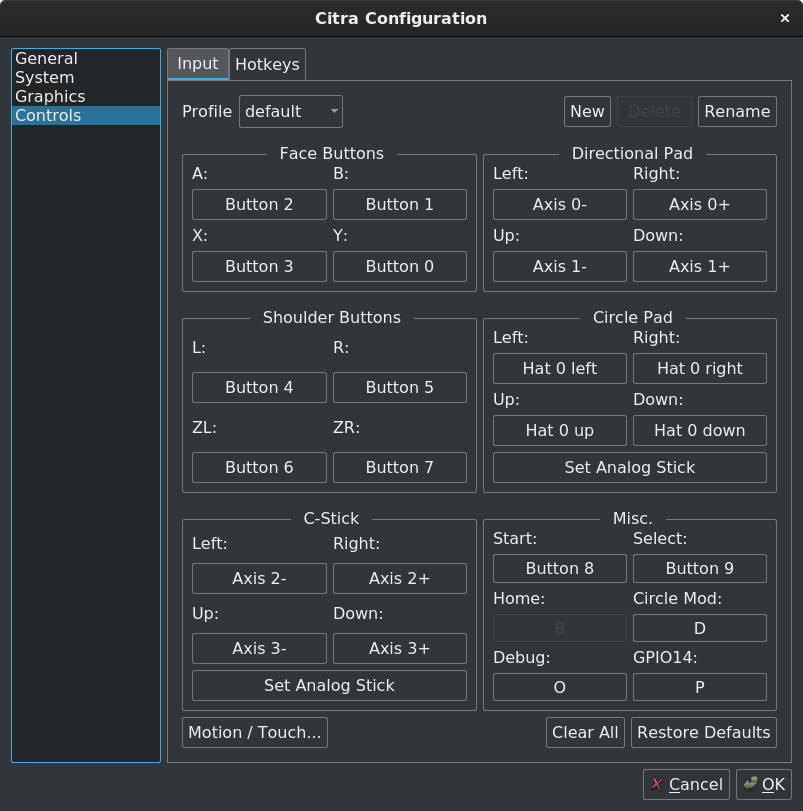 Citra Configuration
×
General
System
Graphics
Controls
Input Hotkeys
Profile default New Delete Rename
Face Buttons
A: B:
Button 2 Button 1
X: Y:
Button 3 Button 0
Directional Pad
Left: Right:
Axis 0- Axis 0+
Up: Down:
Axis 1- Axis 1+
Shoulder Buttons
L: R:
Button 4 Button 5
ZL: ZR:
Button 6 Button 7
Circle Pad
Left: Right:
Hat 0 left Hat 0 right
Up: Down:
Hat 0 up Hat 0 down
Set Analog Stick
C-Stick
Left: Right:
Axis 2- Axis 2+
Up: Down:
Axis 3- Axis 3+
Set Analog Stick
Misc.
Start: Select:
Button 8 Button 9
Home: Circle Mod:
B D
Debug: GPIO14:
O P
Motion / Touch... Clear All Restore Defaults
Cancel OK